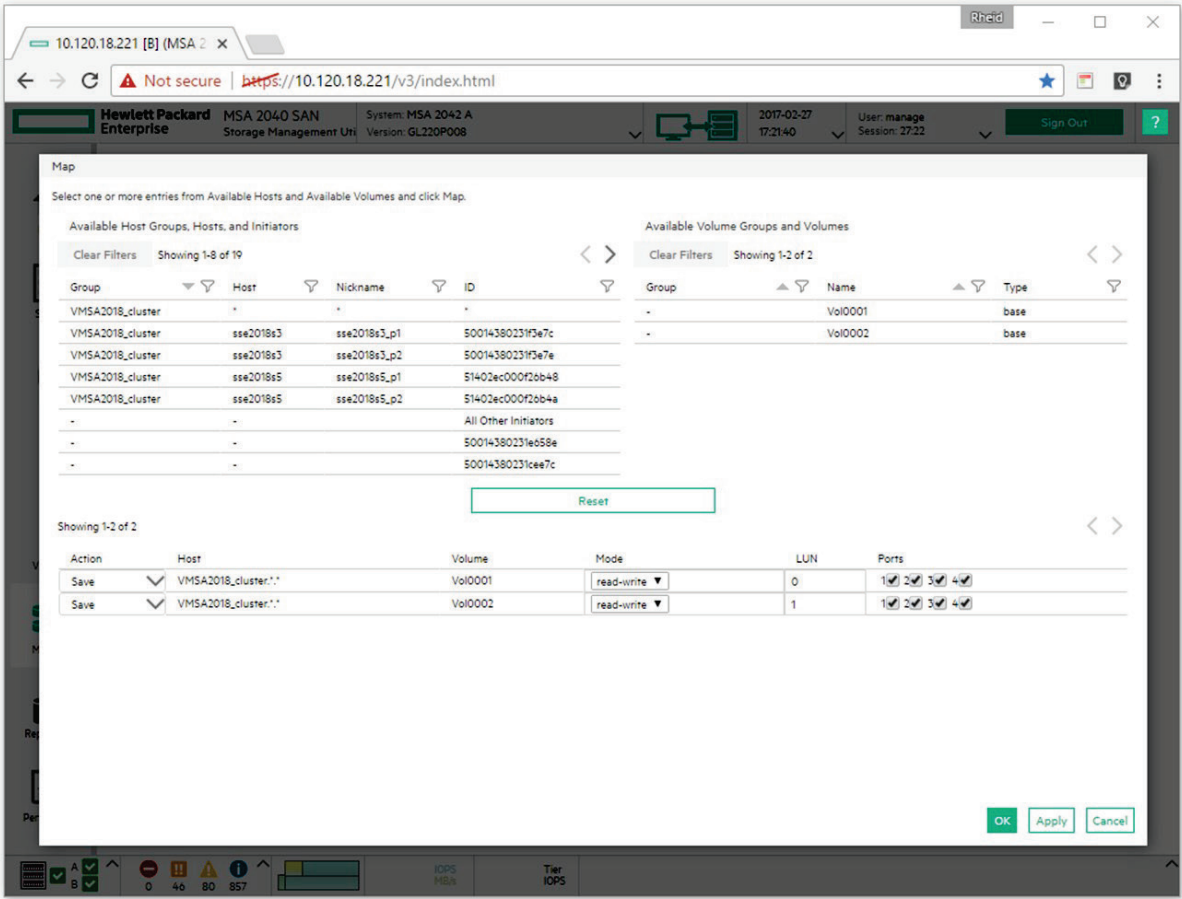 Rheid
10.120.18.221 [B] (MSA 2
Not secure | https://10.120.18.221/v3/index.html
Hewlett Packard
Enterprise
MSA 2040 SAN
Storage Management Uti
System: MSA 2042 A
Version: GL220P008
2017-02-27
17:21:40
User: manage
Session: 27:22
Sign Out
?
Map
Select one or more entries from Available Hosts and Available Volumes and click Map.
Available Host Groups, Hosts, and Initiators
Clear Filters Showing 1-8 of 19
Group Host Nickname ID
VMSA2018_cluster * * *
VMSA2018_cluster sse2018s3 sse2018s3_p1 50014380231f3e7c
VMSA2018_cluster sse2018s3 sse2018s3_p2 50014380231f3e7e
VMSA2018_cluster sse2018s5 sse2018s5_p1 51402ec000f26b48
VMSA2018_cluster sse2018s5 sse2018s5_p2 51402ec000f26b4a
- - All Other Initiators
- - 50014380231e658e
- - 50014380231cee7c
Available Volume Groups and Volumes
Clear Filters Showing 1-2 of 2
Group Name Type
- Vol0001 base
- Vol0002 base
Reset
Showing 1-2 of 2
Action Host Volume Mode LUN Ports
Save VMSA2018_cluster.*.* Vol0001 read-write 0 1 2 3 4
Save VMSA2018_cluster.*.* Vol0002 read-write 1 1 2 3 4
OK Apply Cancel
A
B
0 46 80 857
IOPS
MB/s
Tier
IOPS